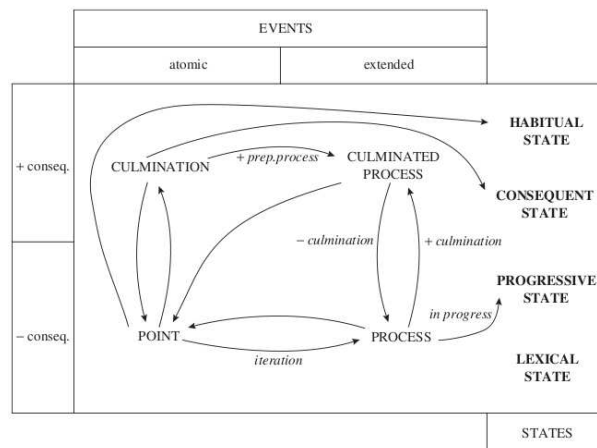 EVENTS
atomic
extended
HABITUAL
STATE
+ conseq.
CULMINATION
+ prep.process
CULMINATED
PROCESS
CONSEQUENT
STATE
– culmination
+ culmination
PROGRESSIVE
STATE
in progress
– conseq.
POINT
iteration
PROCESS
LEXICAL
STATE
STATES